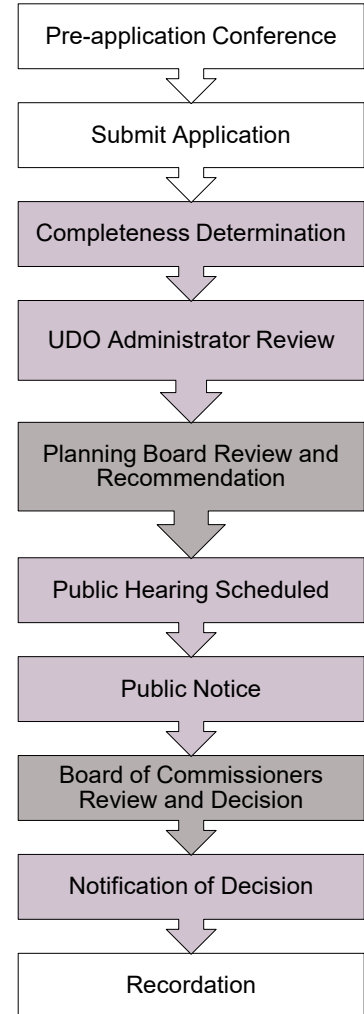 Pre-application Conference
Submit Application
Completeness Determination
UDO Administrator Review
Planning Board Review and
Recommendation
Public Hearing Scheduled
Public Notice
Board of Commissioners
Review and Decision
Notification of Decision
Recordation